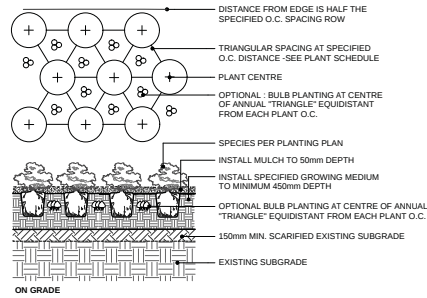 DISTANCE FROM EDGE IS HALF THE
SPECIFIED O.C. SPACING ROW
TRIANGULAR SPACING AT SPECIFIED
O.C. DISTANCE -SEE PLANT SCHEDULE
PLANT CENTRE
OPTIONAL : BULB PLANTING AT CENTRE
OF ANNUAL "TRIANGLE" EQUIDISTANT
FROM EACH PLANT O.C.
SPECIES PER PLANTING PLAN
INSTALL MULCH TO 50mm DEPTH
INSTALL SPECIFIED GROWING MEDIUM
TO MINIMUM 450mm DEPTH
OPTIONAL BULB PLANTING AT CENTRE OF ANNUAL
"TRIANGLE" EQUIDISTANT FROM EACH PLANT O.C.
150mm MIN. SCARIFIED EXISTING SUBGRADE
EXISTING SUBGRADE
ON GRADE